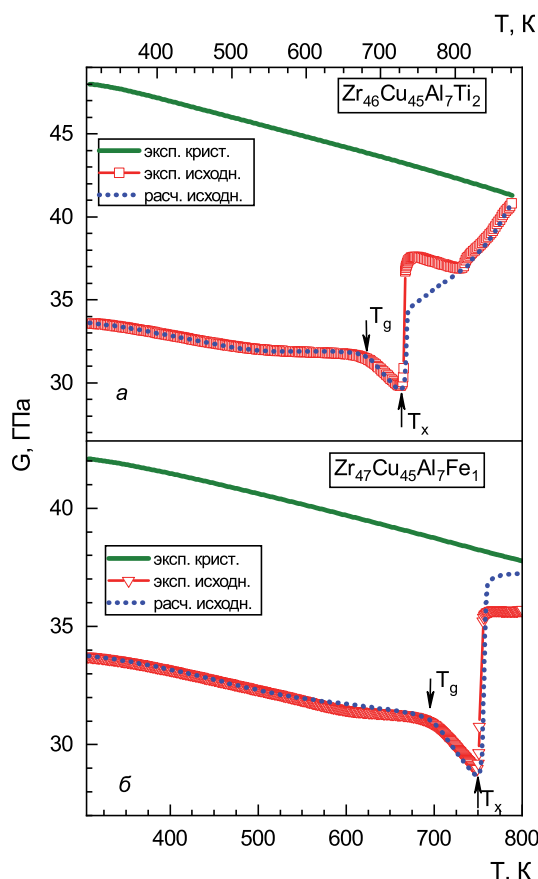 T, К
400 500 600 700 800
Zr46Cu45Al7Ti2
45
40
35
30
эксп. крист.
эксп. исходн.
расч. исходн.
Tg
Tx
а
G, ГПа
Zr47Cu45Al7Fe1
40
35
30
эксп. крист.
эксп. исходн.
расч. исходн.
Tg
Tx
б
400 500 600 700 800
T, К